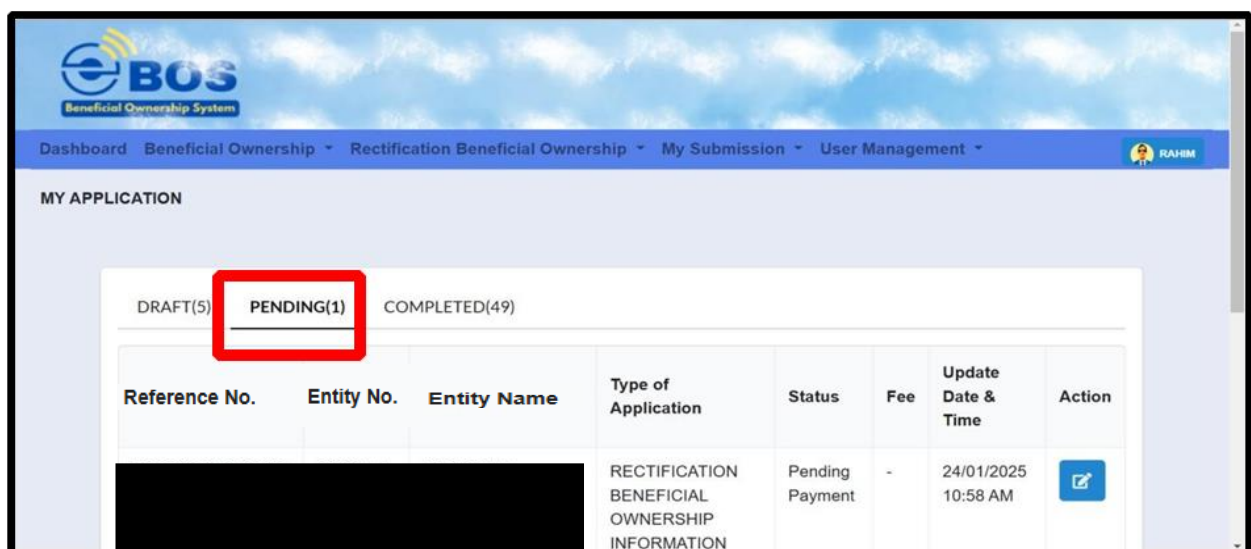 BOS
Beneficial Ownership System
Dashboard Beneficial Ownership Rectification Beneficial Ownership My Submission User Management RAHIM
MY APPLICATION
DRAFT(5) PENDING(1) COMPLETED(49)
Reference No. Entity No. Entity Name Type of Application Status Fee Update Date & Time Action
RECTIFICATION BENEFICIAL OWNERSHIP INFORMATION Pending Payment - 24/01/2025 10:58 AM